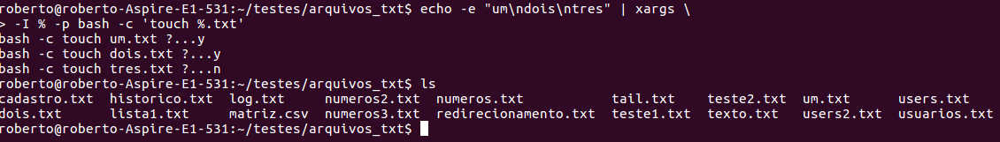 roberto@roberto-Aspire-E1-531:~/testes/arquivos_txt$ echo -e "um\ndois\ntres" | xargs \
> -I % -p bash -c 'touch %.txt'
bash -c touch um.txt ?...y
bash -c touch dois.txt ?...y
bash -c touch tres.txt ?...n
roberto@roberto-Aspire-E1-531:~/testes/arquivos_txt$ ls
cadastro.txt  historico.txt  log.txt     numeros2.txt  numeros.txt          tail.txt    teste2.txt  um.txt      users.txt
dois.txt      lista1.txt     matriz.csv  numeros3.txt  redirecionamento.txt  teste1.txt  texto.txt   users2.txt  usuarios.txt
roberto@roberto-Aspire-E1-531:~/testes/arquivos_txt$